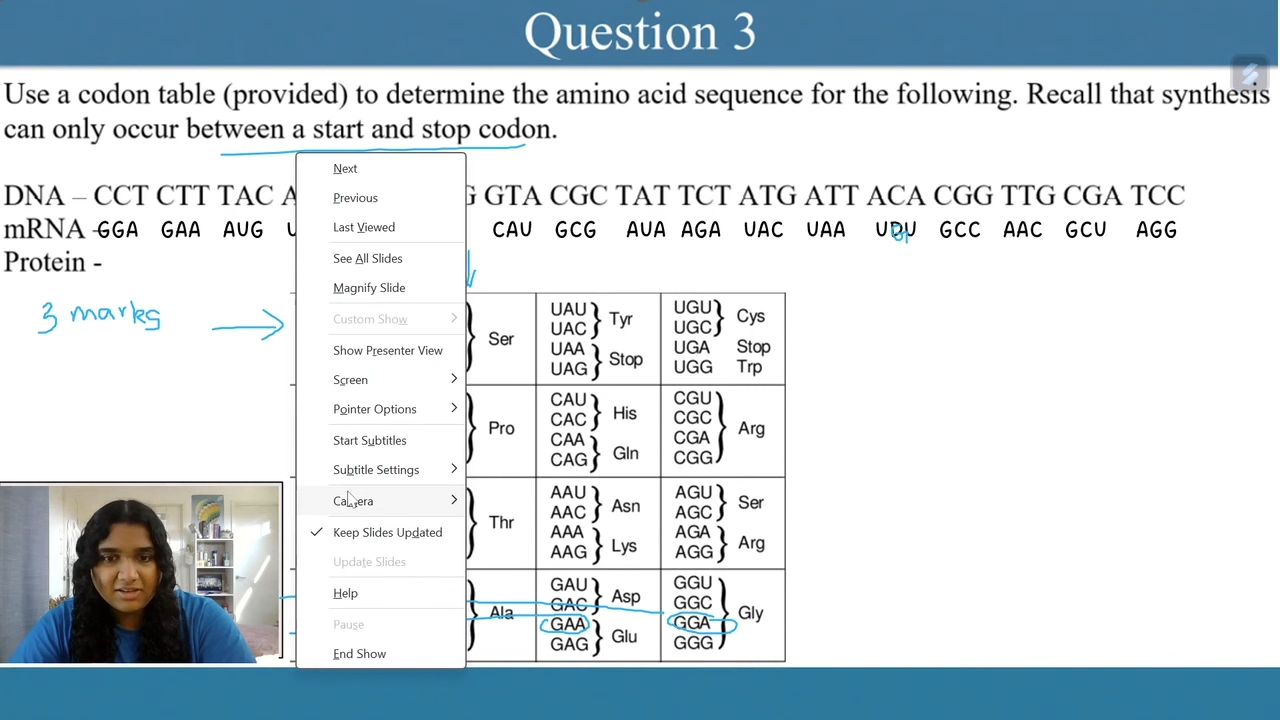 Question 3
Use a codon table (provided) to determine the amino acid sequence for the following. Recall that synthesis
can only occur between a start and stop codon.
DNA – CCT CTT TAC A G GTA CGC TAT TCT ATG ATT ACA CGG TTG CGA TCC
mRNA - GGA GAA AUG U CAU GCG AUA AGA UAC UAA GCC AAC GCU AGG
Protein -
3 marks
Next
Previous
Last Viewed
See All Slides
Magnify Slide
Custom Show
Show Presenter View
Screen
Pointer Options
Start Subtitles
Subtitle Settings
Camera
Keep Slides Updated
Update Slides
Help
Pause
End Show
Ser
UAU
UAC
Tyr
UAA
UAG
Stop
UGU
UGC
Cys
UGA Stop
UGG Trp
Pro
CAU
CAC
His
CAA
CAG
Gln
CGU
CGC
CGA
CGG
Arg
Thr
AAU
AAC
Asn
AAA
AAG
Lys
AGU
AGC
Ser
AGA
AGG
Arg
Ala
GAU
GAC
Asp
GAA
GAG
Glu
GGU
GGC
GGA
GGG
Gly